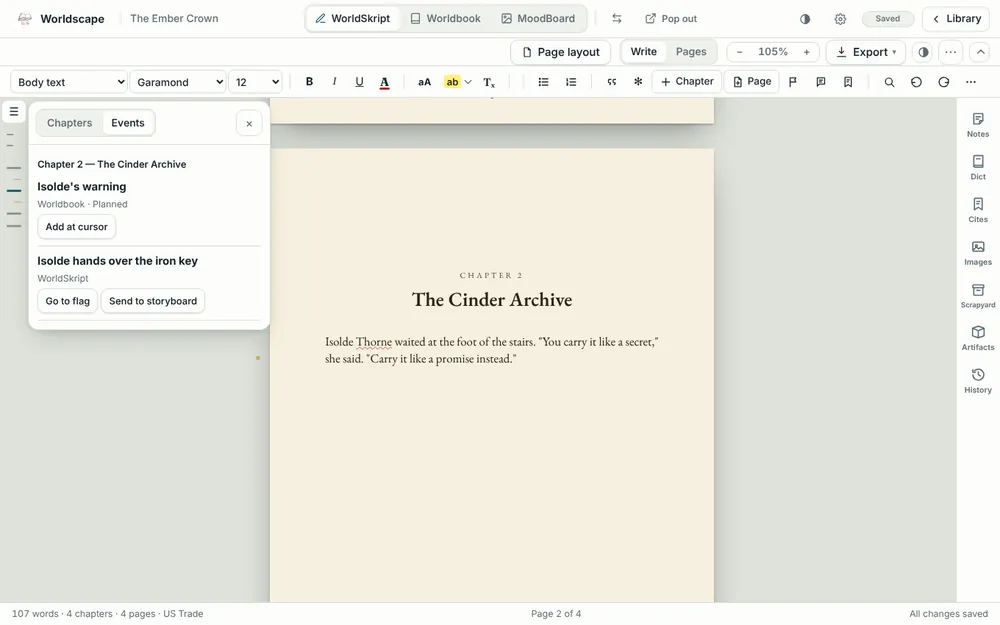 Worldscape
The Ember Crown
WorldSkript
Worldbook
MoodBoard
Pop out
Saved
Library
Page layout
Write
Pages
− 105% +
Export
Body text
Garamond
12
B I U A
aA
ab
Tx
+ Chapter
Page
Chapters
Events
×
Chapter 2 — The Cinder Archive
Isolde's warning
Worldbook · Planned
Add at cursor
Isolde hands over the iron key
WorldSkript
Go to flag
Send to storyboard
CHAPTER 2
The Cinder Archive
Isolde Thorne waited at the foot of the stairs. "You carry it like a secret,"
she said. "Carry it like a promise instead."
Notes
Dict
Cites
Images
Scrapyard
Artifacts
History
107 words · 4 chapters · 4 pages · US Trade
Page 2 of 4
All changes saved